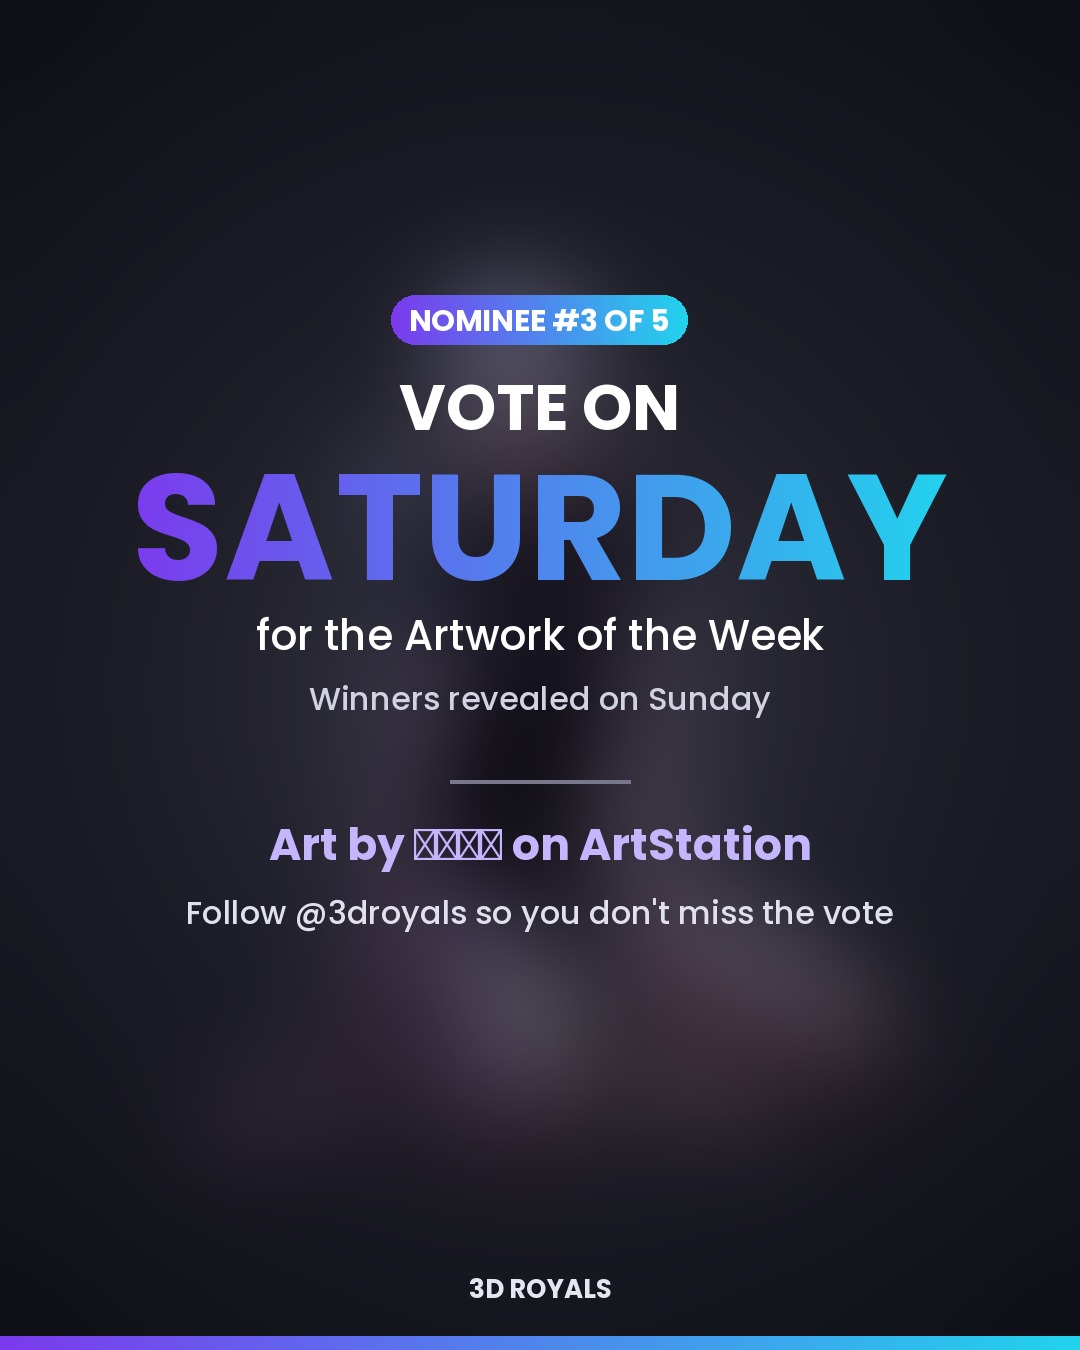 NOMINEE #3 OF 5
VOTE ON
SATURDAY
for the Artwork of the Week
Winners revealed on Sunday
Art by on ArtStation
Follow @3droyals so you don't miss the vote
3D ROYALS